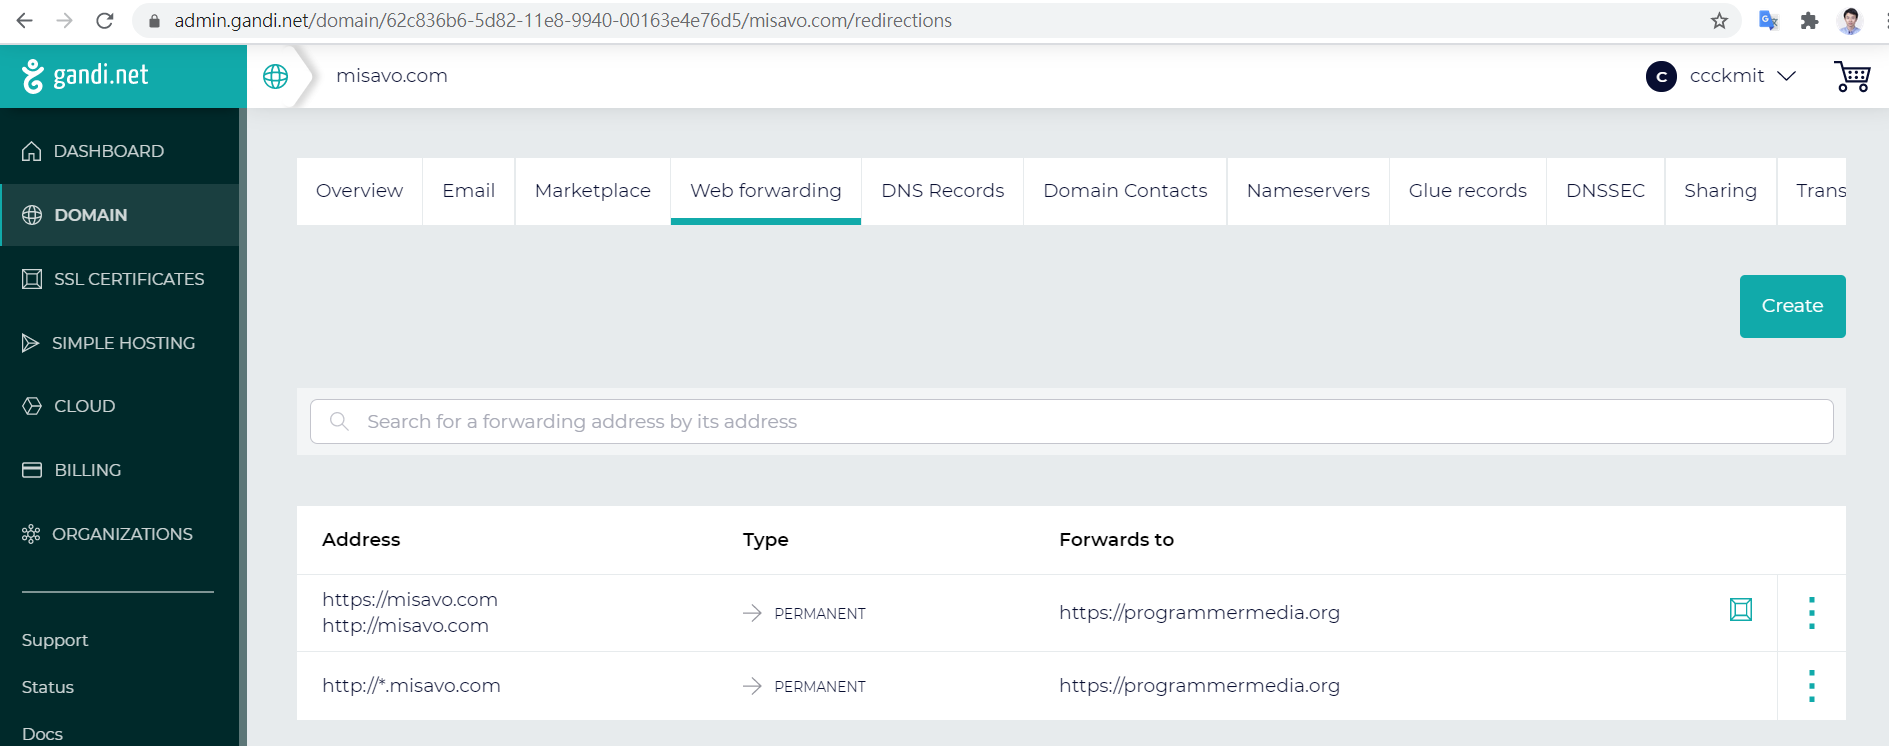 admin.gandi.net/domain/62c836b6-5d82-11e8-9940-00163e4e76d5/misavo.com/redirections
gandi.net
misavo.com
C ccckmit
DASHBOARD
DOMAIN
SSL CERTIFICATES
SIMPLE HOSTING
CLOUD
BILLING
ORGANIZATIONS
Support
Status
Docs
Overview Email Marketplace Web forwarding DNS Records Domain Contacts Nameservers Glue records DNSSEC Sharing Trans
Create
Search for a forwarding address by its address
Address Type Forwards to
https://misavo.com
http://misavo.com
PERMANENT https://programmermedia.org
http://*.misavo.com PERMANENT https://programmermedia.org